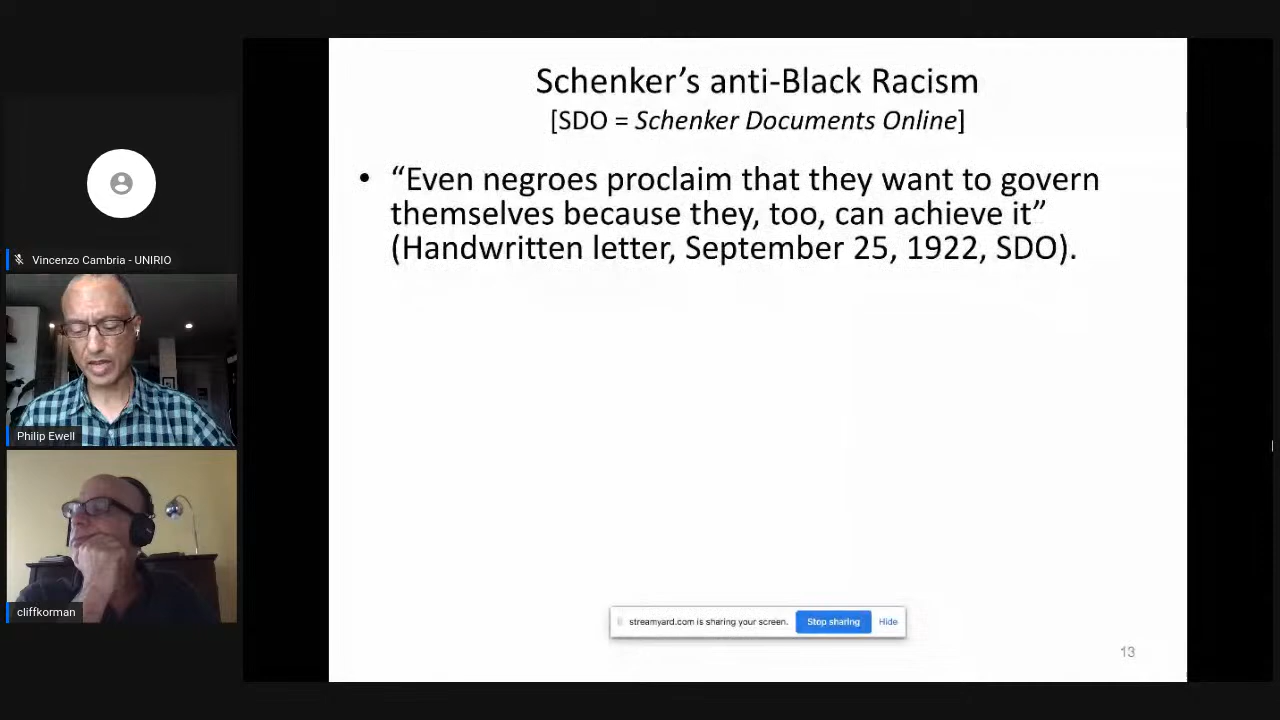 Schenker’s anti-Black Racism
[SDO = Schenker Documents Online]
• “Even negroes proclaim that they want to govern
themselves because they, too, can achieve it”
(Handwritten letter, September 25, 1922, SDO).
Vincenzo Cambria - UNIRIO
Philip Ewell
cliffkorman
streamyard.com is sharing your screen. Stop sharing Hide
13